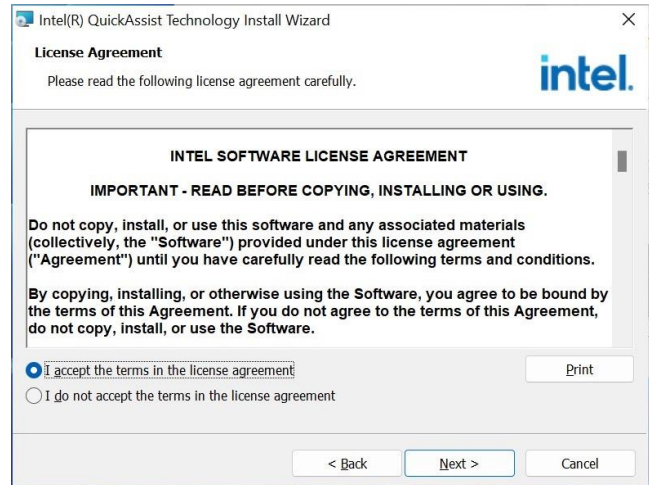 Intel(R) QuickAssist Technology Install Wizard
License Agreement
Please read the following license agreement carefully.
intel.
INTEL SOFTWARE LICENSE AGREEMENT
IMPORTANT - READ BEFORE COPYING, INSTALLING OR USING.
Do not copy, install, or use this software and any associated materials
(collectively, the "Software") provided under this license agreement
("Agreement") until you have carefully read the following terms and conditions.
By copying, installing, or otherwise using the Software, you agree to be bound by
the terms of this Agreement. If you do not agree to the terms of this Agreement,
do not copy, install, or use the Software.
I accept the terms in the license agreement
Print
I do not accept the terms in the license agreement
< Back
Next >
Cancel